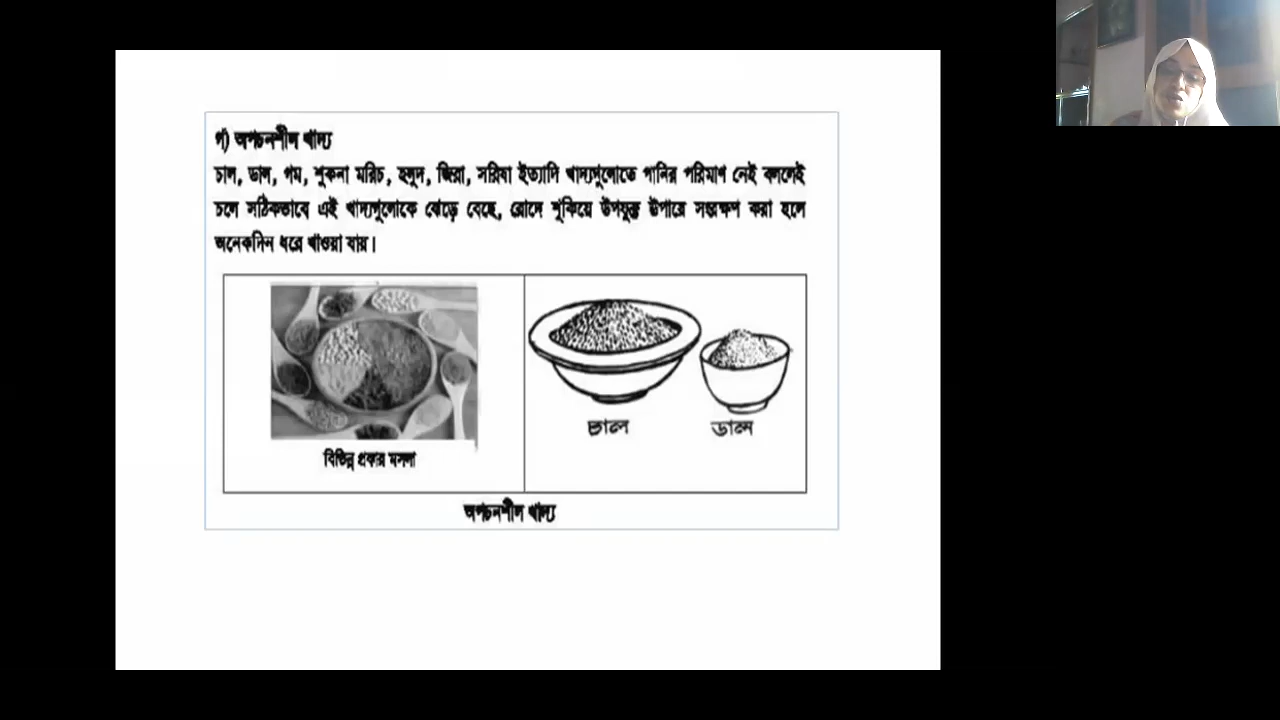 গ) অপচনশীল খাদ্য
চাল, ডাল, গম, শুকনা মরিচ, হলুদ, জিরা, সরিষা ইত্যাদি খাদ্যগুলোতে পানির পরিমাণ নেই বললেই
চলে সঠিকভাবে এই খাদ্যগুলোকে ঝেড়ে বেছে, রোদে শুকিয়ে উপযুক্ত উপায়ে সংরক্ষণ করা হলে
অনেকদিন ধরে খাওয়া যায়।
চাল ডাল
বিভিন্ন প্রকার মসলা
অপচনশীল খাদ্য